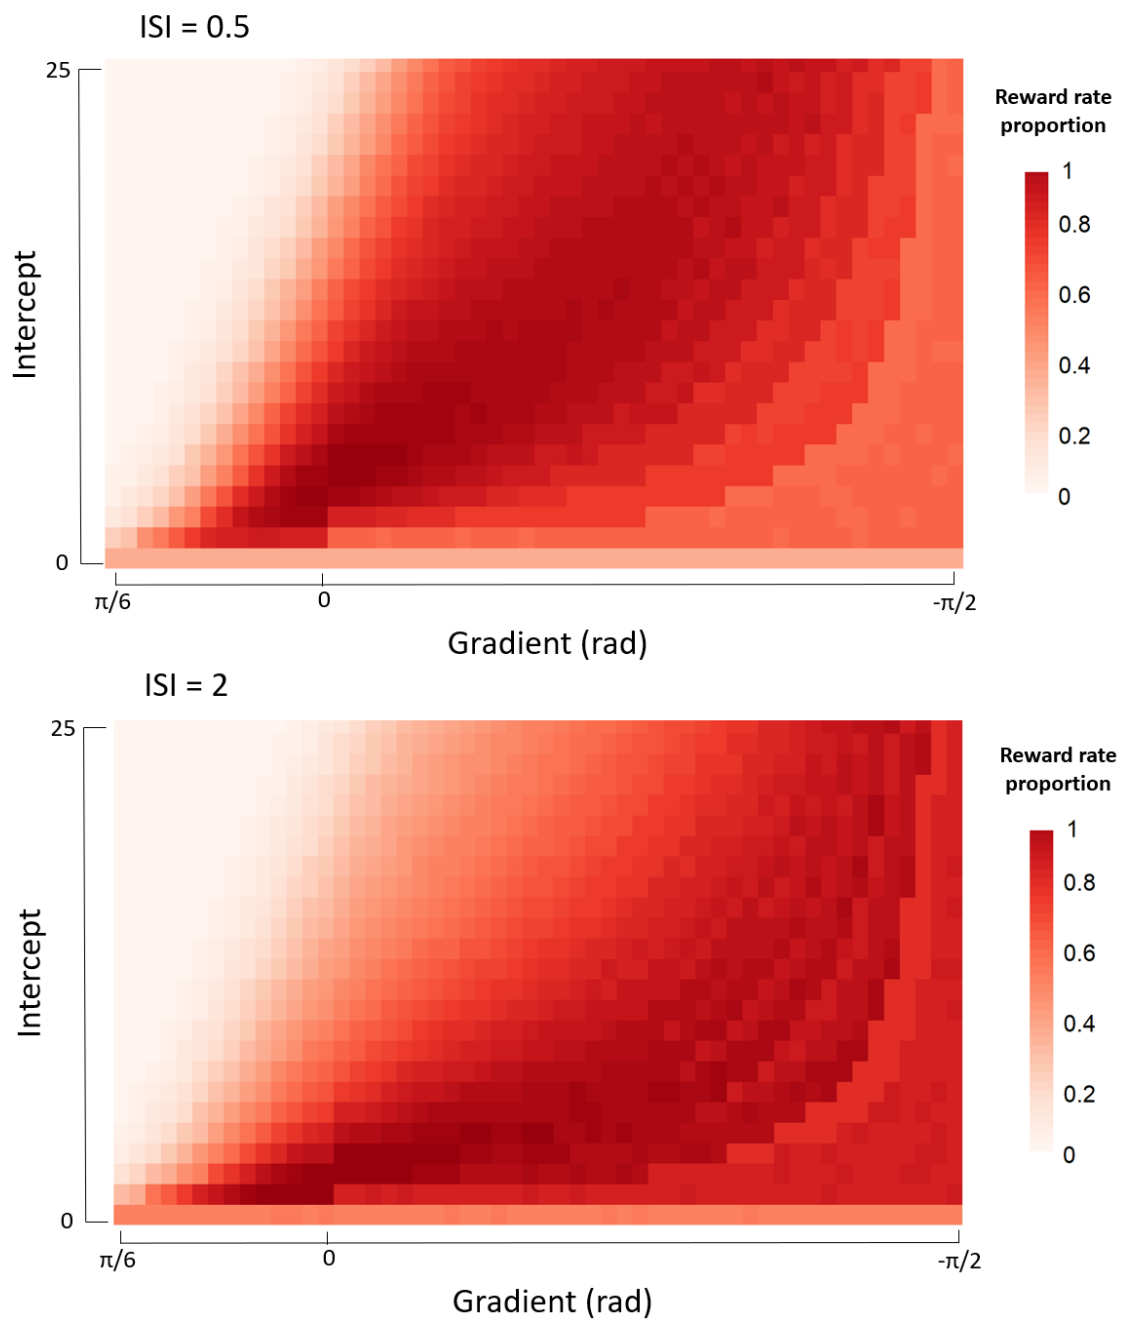 ISI = 0.5
25
Reward rate
proportion
1
0.8
0.6
0.4
0.2
0
Intercept
0
π/6
0
-π/2
Gradient (rad)
ISI = 2
25
Reward rate
proportion
1
0.8
0.6
0.4
0.2
0
Intercept
0
π/6
0
-π/2
Gradient (rad)